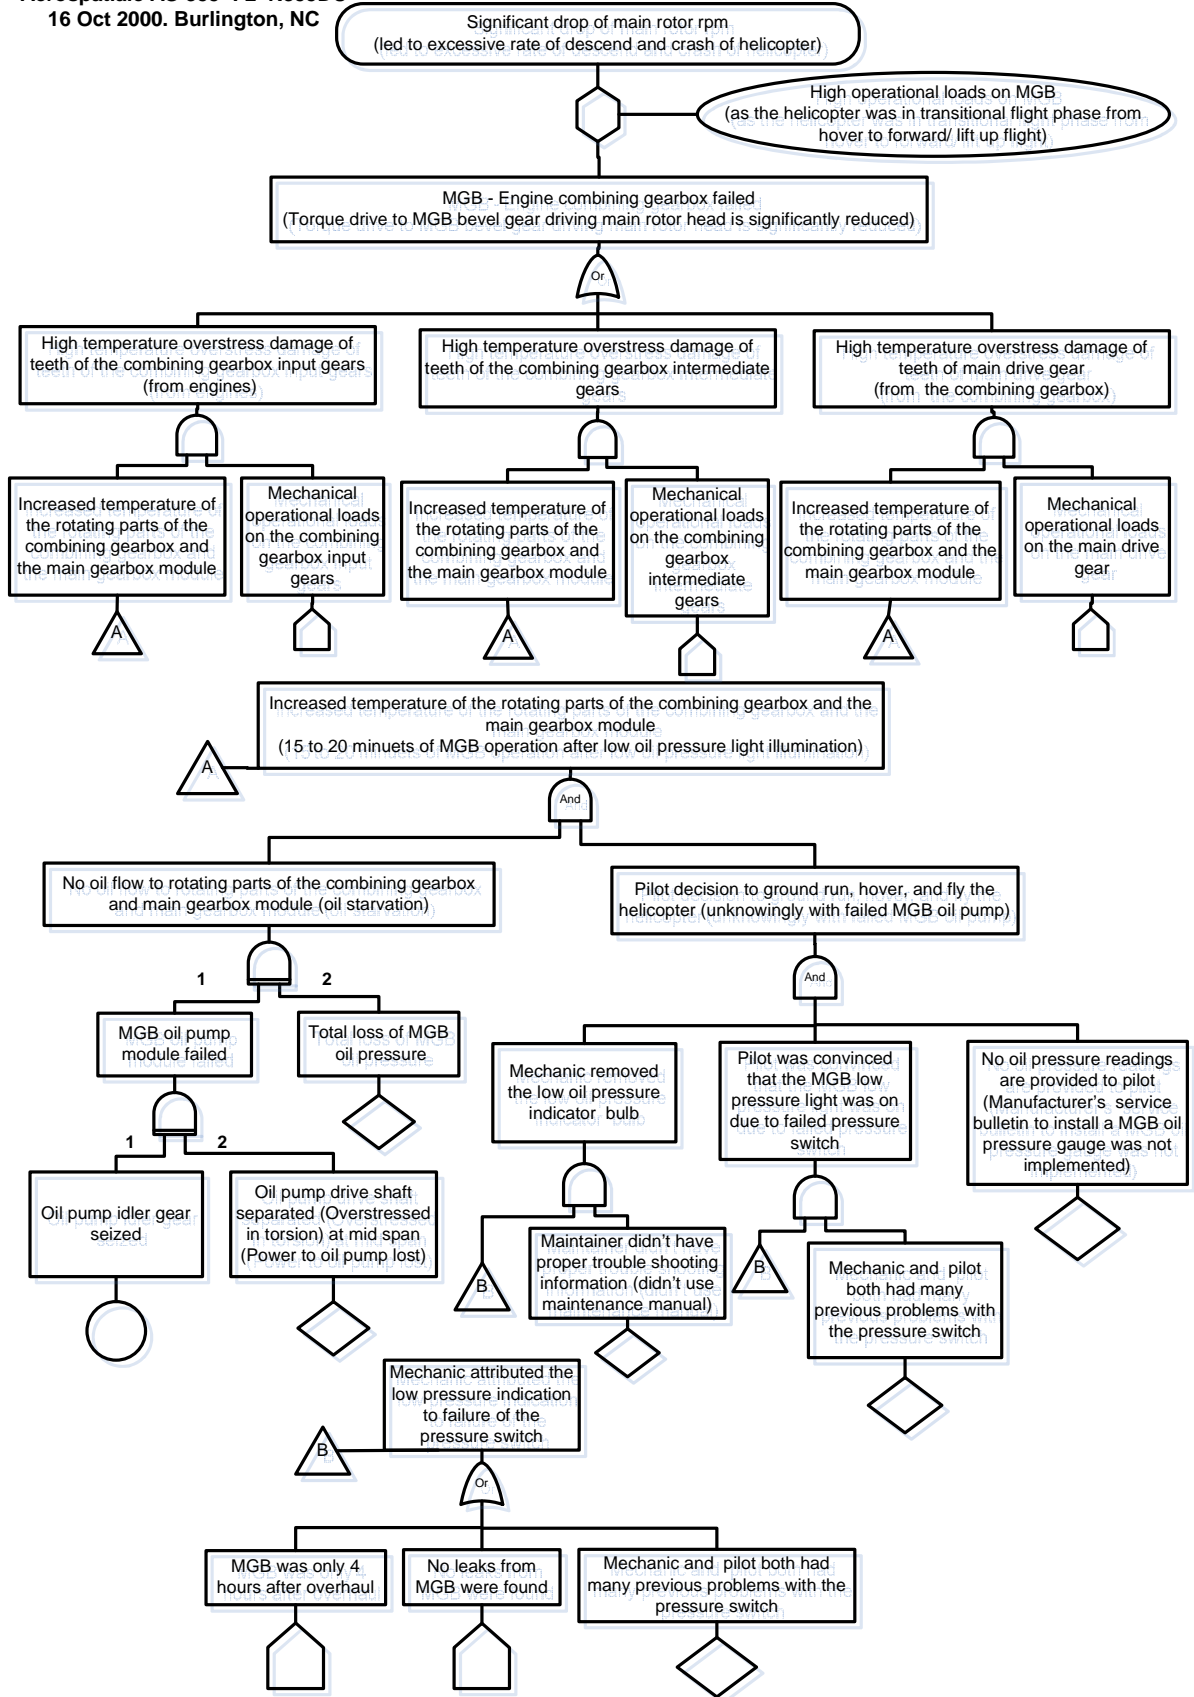 16 Oct 2000. Burlington, NC
Significant drop of main rotor rpm
(led to excessive rate of descend and crash of helicopter)
High operational loads on MGB
(as the helicopter was in transitional flight phase from
hover to forward/ lift up flight)
MGB - Engine combining gearbox failed
(Torque drive to MGB bevel gear driving main rotor head is significantly reduced)
Or
High temperature overstress damage of
teeth of the combining gearbox input gears
(from engines)
High temperature overstress damage of
teeth of the combining gearbox intermediate
gears
High temperature overstress damage of
teeth of main drive gear
(from the combining gearbox)
Increased temperature of
the rotating parts of the
combining gearbox and
the main gearbox module
Mechanical
operational loads
on the combining
gearbox input
gears
Increased temperature of
the rotating parts of the
combining gearbox and
the main gearbox module
Mechanical
operational loads
on the combining
gearbox
intermediate
gears
Increased temperature of
the rotating parts of the
combining gearbox and the
main gearbox module
Mechanical
operational loads
on the main drive
gear
A
A
A
Increased temperature of the rotating parts of the combining gearbox and the
main gearbox module
(15 to 20 minuets of MGB operation after low oil pressure light illumination)
A
And
No oil flow to rotating parts of the combining gearbox
and main gearbox module (oil starvation)
Pilot decision to ground run, hover, and fly the
helicopter (unknowingly with failed MGB oil pump)
1
2
And
MGB oil pump
module failed
Total loss of MGB
oil pressure
Mechanic removed
the low oil pressure
indicator bulb
Pilot was convinced
that the MGB low
pressure light was on
due to failed pressure
switch
No oil pressure readings
are provided to pilot
(Manufacturer's service
bulletin to install a MGB oil
pressure gauge was not
implemented)
1
2
Oil pump idler gear
seized
Oil pump drive shaft
separated (Overstressed
in torsion) at mid span
(Power to oil pump lost)
B
Maintainer didn't have
proper trouble shooting
information (didn't use
maintenance manual)
B
Mechanic and pilot
both had many
previous problems with
the pressure switch
Mechanic attributed the
low pressure indication
to failure of the
pressure switch
B
Or
MGB was only 4
hours after overhaul
No leaks from
MGB were found
Mechanic and pilot both had
many previous problems with the
pressure switch